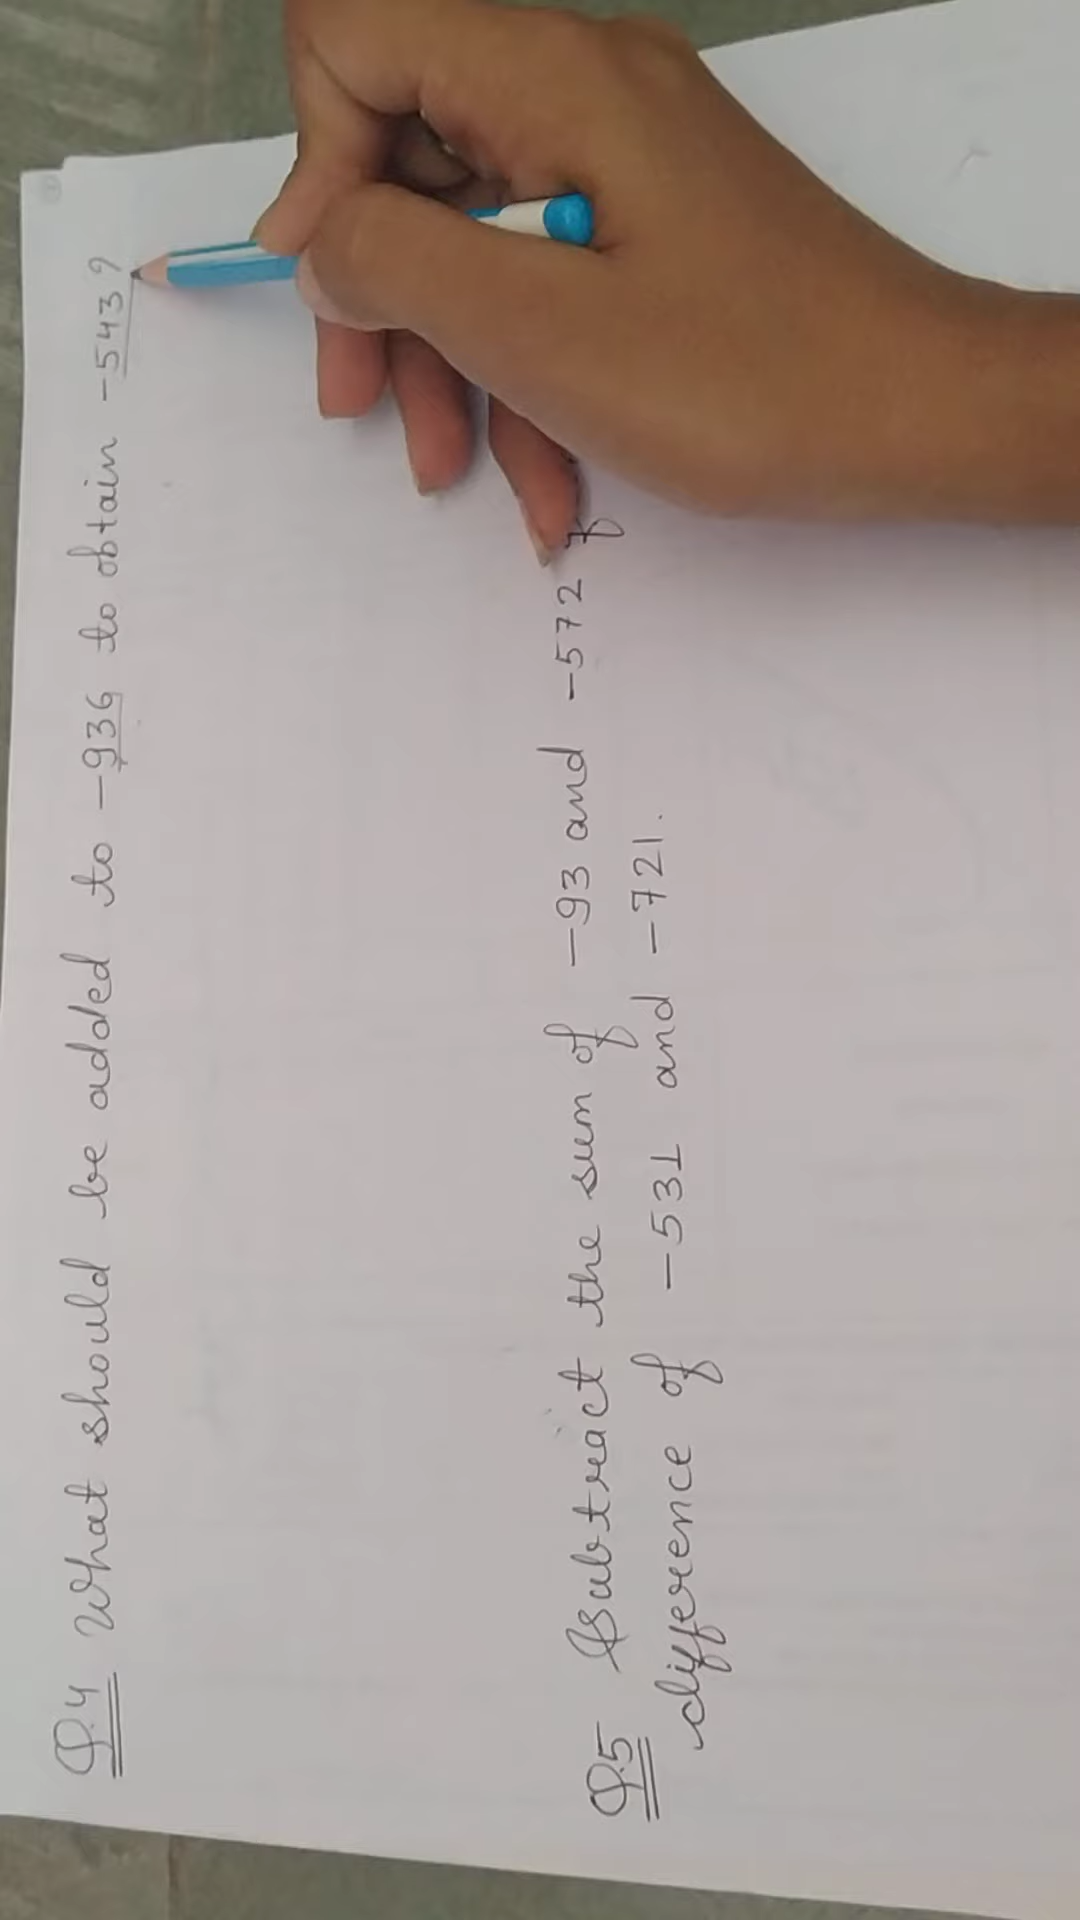 Q.4 What should be added to -936 to obtain -543?
Q.5 Subtract the sum of -93 and -572
difference of -531 and -721.